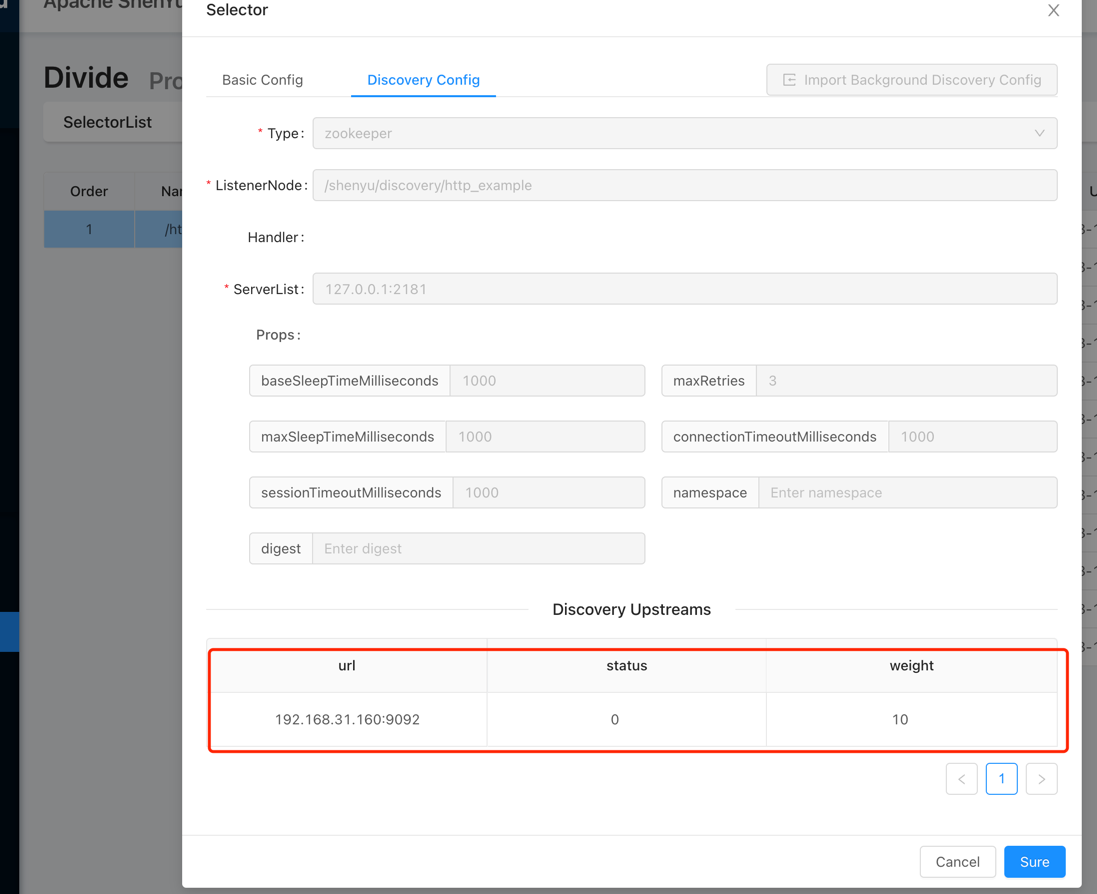 Apache ShenYu
Selector
Divide Pro
Basic Config Discovery Config Import Background Discovery Config
SelectorList
* Type: zookeeper
Order Nar
* ListenerNode: /shenyu/discovery/http_example
1 /ht
Handler:
* ServerList: 127.0.0.1:2181
Props:
baseSleepTimeMilliseconds 1000 maxRetries 3
maxSleepTimeMilliseconds 1000 connectionTimeoutMilliseconds 1000
sessionTimeoutMilliseconds 1000 namespace Enter namespace
digest Enter digest
Discovery Upstreams
url status weight
192.168.31.160:9092 0 10
< 1 >
Cancel Sure